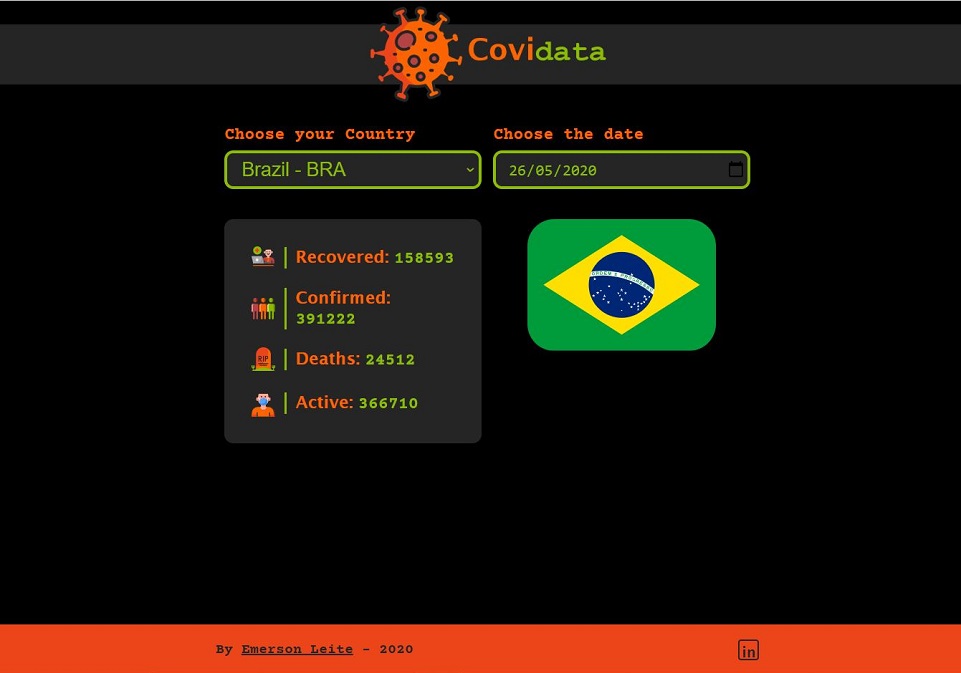 Covidata
Choose your Country
Choose the date
Brazil - BRA
26/05/2020
Recovered: 158593
Confirmed:
391222
RIP
Deaths: 24512
Active: 366710
ORDEM E PROGRESSO
By Emerson Leite - 2020
in